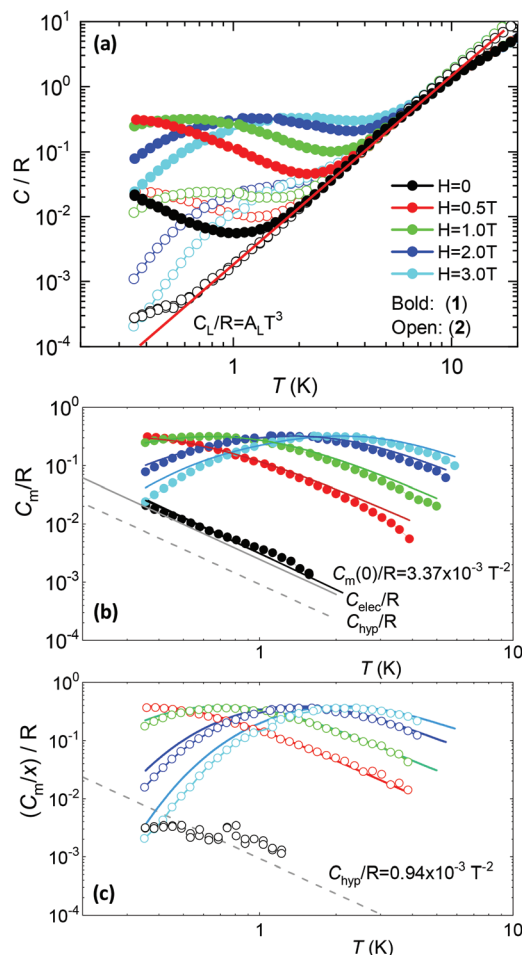 (a)
10¹
10⁰
10⁻¹
10⁻²
10⁻³
10⁻⁴
C / R
H=0
H=0.5T
H=1.0T
H=2.0T
H=3.0T
Bold: (1)
Open: (2)
C_L/R=A_LT³
1
10
T (K)
(b)
10⁰
10⁻¹
10⁻²
10⁻³
10⁻⁴
C_m/R
C_m(0)/R=3.37x10⁻³ T⁻²
C_elec/R
C_hyp/R
1
10
T (K)
(c)
10⁰
10⁻¹
10⁻²
10⁻³
10⁻⁴
(C_m/x) / R
C_hyp/R=0.94x10⁻³ T⁻²
1
10
T (K)